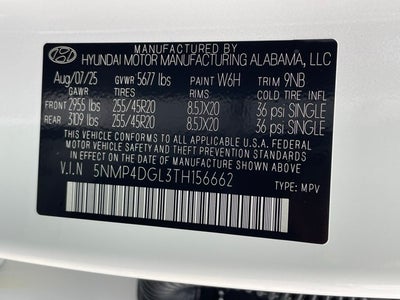 MANUFACTURED BY
HYUNDAI MOTOR MANUFACTURING ALABAMA, LLC
Aug/07/25 GVWR 5677 lbs PAINT W6H TRIM 9NB
GAWR TIRES RIMS COLD TIRE INFL
FRONT 2955 lbs 255/45R20 8.5JX20 36 psi SINGLE
REAR 3109 lbs 255/45R20 8.5JX20 36 psi SINGLE
THIS VEHICLE CONFORMS TO ALL APPLICABLE U.S.A FEDERAL
MOTOR VEHICLE SAFETY AND THEFT PREVENTION STANDARDS
IN EFFECT ON THE DATE OF MANUFACTURE SHOWN ABOVE
V.I.N 5NMP4DGL3TH156662
TYPE: MPV